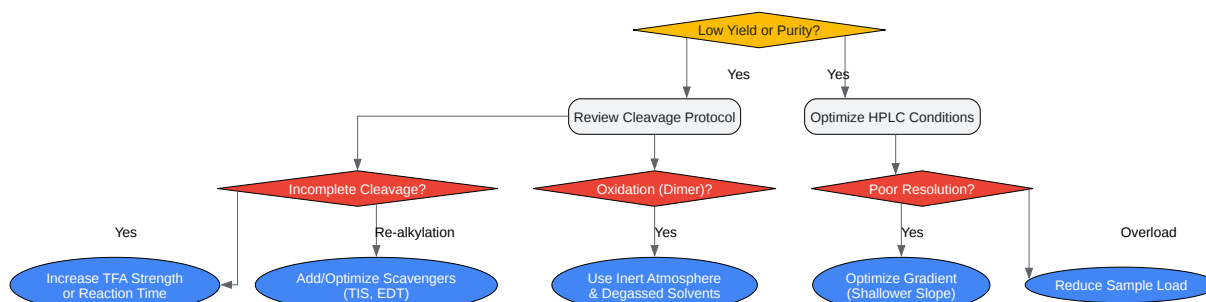 Low Yield or Purity?
Yes
Yes
Review Cleavage Protocol
Optimize HPLC Conditions
Incomplete Cleavage?
Oxidation (Dimer)?
Poor Resolution?
Yes
Re-alkylation
Yes
Yes
Overload
Increase TFA Strength
or Reaction Time
Add/Optimize Scavengers
(TIS, EDT)
Use Inert Atmosphere
& Degassed Solvents
Optimize Gradient
(Shallower Slope)
Reduce Sample Load